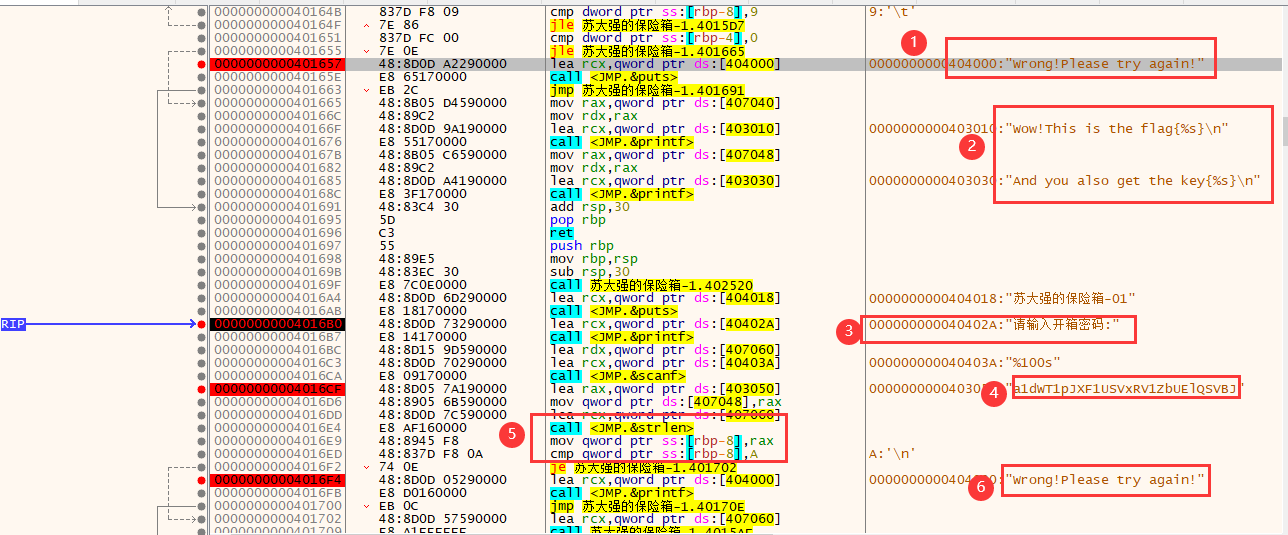 000000000040164B 837D F8 09 cmp dword ptr ss:[rbp-8],9 9:'\t'
000000000040164F 7E 86 jle 苏大强的保险箱-1.4015D7
0000000000401651 837D FC 00 cmp dword ptr ss:[rbp-4],0
0000000000401655 7E 0E jle 苏大强的保险箱-1.401665
1
0000000000401657 48:8D0D A2290000 lea rcx,qword ptr ds:[404000] 0000000000404000:"Wrong!Please try again!"
000000000040165E E8 65170000 call <JMP.&puts>
0000000000401663 EB 2C jmp 苏大强的保险箱-1.401691
0000000000401665 48:8B05 D4590000 mov rax,qword ptr ds:[407040]
000000000040166C 48:89C2 mov rdx,rax
000000000040166F 48:8D0D 9A190000 lea rcx,qword ptr ds:[403010] 0000000000403010:"Wow!This is the flag{%s}\n"
0000000000401676 E8 55170000 call <JMP.&printf>
2
000000000040167B 48:8B05 C6590000 mov rax,qword ptr ds:[407048]
0000000000401682 48:89C2 mov rdx,rax
0000000000401685 48:8D0D A4190000 lea rcx,qword ptr ds:[403030] 0000000000403030:"And you also get the key{%s}\n"
000000000040168C E8 3F170000 call <JMP.&printf>
0000000000401691 48:83C4 30 add rsp,30
0000000000401695 5D pop rbp
0000000000401696 C3 ret
0000000000401697 55 push rbp
0000000000401698 48:89E5 mov rbp,rsp
000000000040169B 48:83EC 30 sub rsp,30
000000000040169F E8 7C0E0000 call 苏大强的保险箱-1.402520
00000000004016A4 48:8D0D 6D290000 lea rcx,qword ptr ds:[404018] 0000000000404018:"苏大强的保险箱-01"
00000000004016AB E8 18170000 call <JMP.&puts>
RIP 00000000004016B0 48:8D0D 73290000 lea rcx,qword ptr ds:[40402A] 3 000000000040402A:"请输入开箱密码:"
00000000004016B7 E8 14170000 call <JMP.&printf>
00000000004016BC 48:8D15 9D590000 lea rdx,qword ptr ds:[407060]
00000000004016C3 48:8D0D 70290000 lea rcx,qword ptr ds:[40403A] 000000000040403A:"%100s"
00000000004016CA E8 09170000 call <JMP.&scanf>
00000000004016CF 48:8D05 7A190000 lea rax,qword ptr ds:[403050] 4 "a1dWT1pJXF1USVxRV1ZbUElQSVBJ"
00000000004016D6 48:8905 6B590000 mov qword ptr ds:[407048],rax
00000000004016DD 48:8D0D 7C590000 lea rcx,qword ptr ds:[407060]
00000000004016E4 E8 AF160000 5 call <JMP.&strlen>
00000000004016E9 48:8945 F8 mov qword ptr ss:[rbp-8],rax
00000000004016ED 48:837D F8 0A cmp qword ptr ss:[rbp-8],A A:'\n'
00000000004016F2 74 0E je 苏大强的保险箱-1.401702
00000000004016F4 48:8D0D 05290000 lea rcx,qword ptr ds:[404000] 6 "Wrong!Please try again!"
00000000004016FB E8 D0160000 call <JMP.&printf>
0000000000401700 EB 0C jmp 苏大强的保险箱-1.40170E
0000000000401702 48:8D0D 57590000 lea rcx,qword ptr ds:[407060]
0000000000401709 call 苏大强的保险箱-1.4015AF